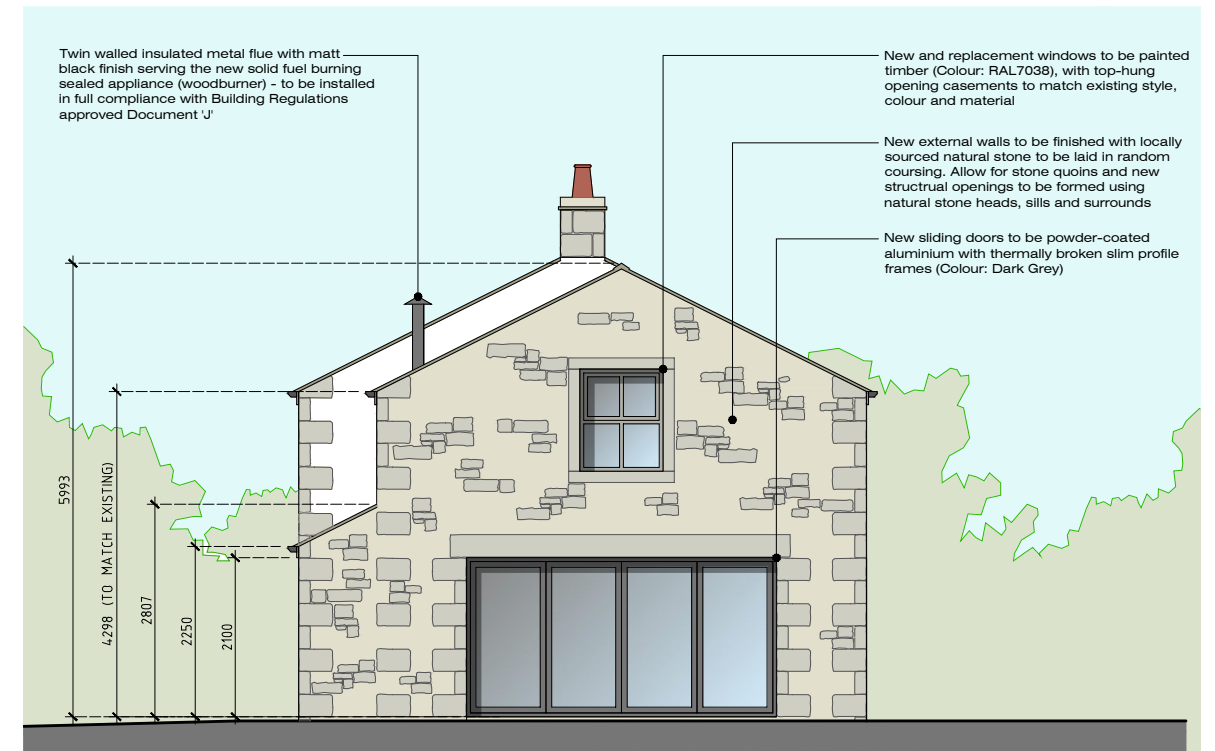 Twin walled insulated metal flue with matt
black finish serving the new solid fuel burning
sealed appliance (woodburner) - to be installed
in full compliance with Building Regulations
approved Document 'J'
New and replacement windows to be painted
timber (Colour: RAL7038), with top-hung
opening casements to match existing style,
colour and material
New external walls to be finished with locally
sourced natural stone to be laid in random
coursing. Allow for stone quoins and new
structrual openings to be formed using
natural stone heads, sills and surrounds
New sliding doors to be powder-coated
aluminium with thermally broken slim profile
frames (Colour: Dark Grey)
5993
4298 (TO MATCH EXISTING)
2807
2250
2100